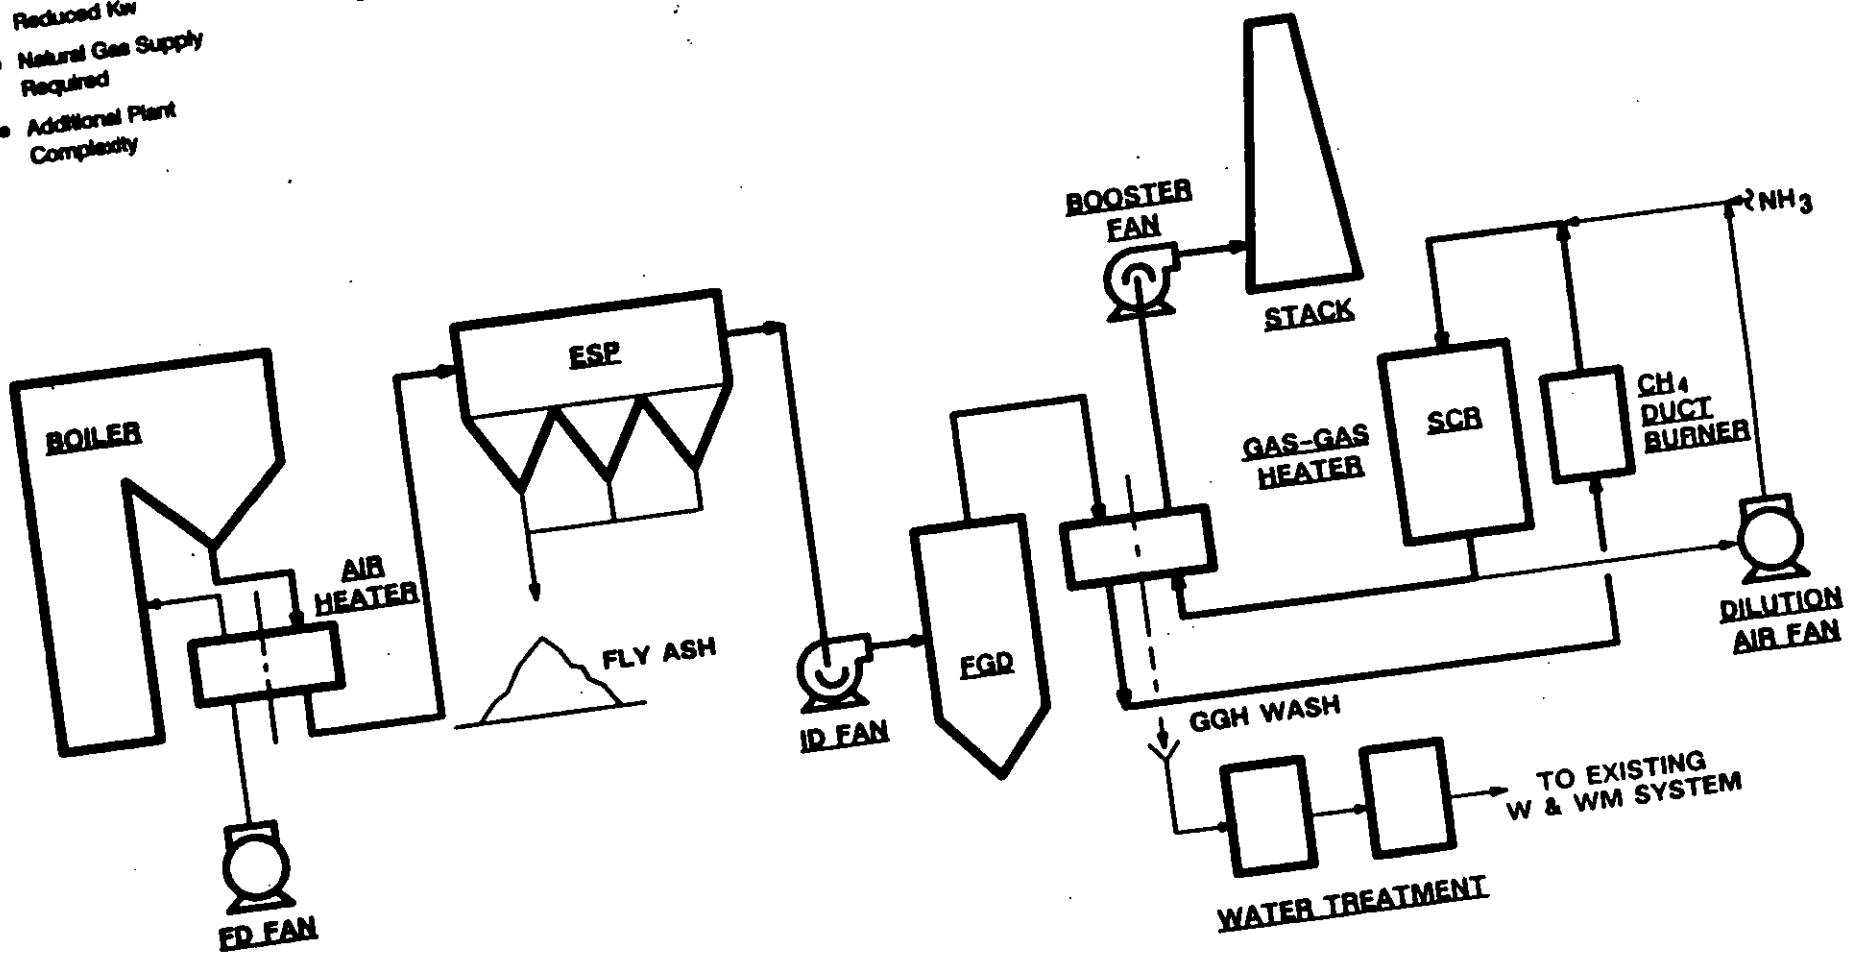 Reduced Kw
Natural Gas Supply
Required
Additional Plant
Complexity
BOOSTER
FAN
NH3
STACK
ESP
BOILER
CH4
DUCT
BURNER
SCR
GAS-GAS
HEATER
AIR
HEATER
DILUTION
AIR FAN
FLY ASH
FGD
ID FAN
GGH WASH
TO EXISTING
W & WM SYSTEM
WATER TREATMENT
FD FAN